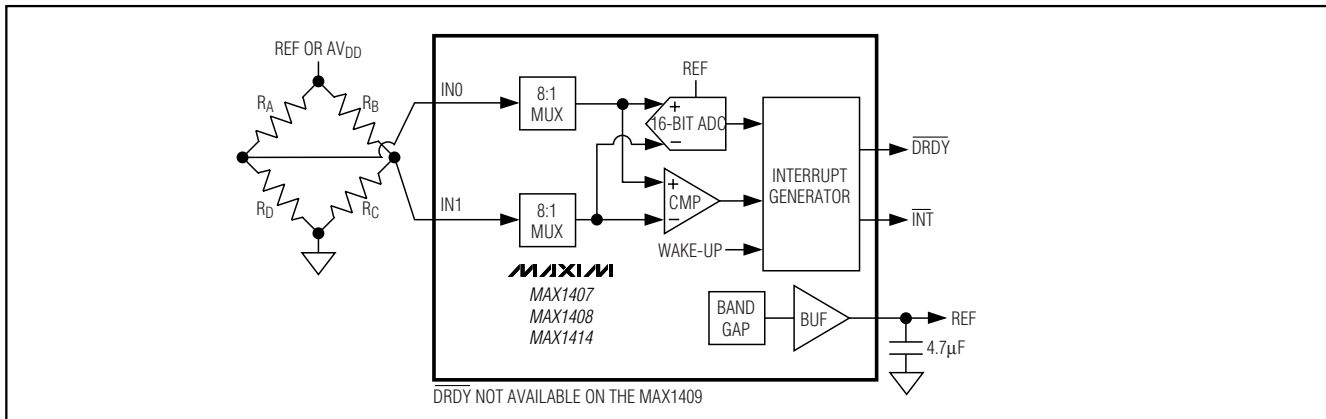 REF OR AVDD
RA
RB
RD
RC
IN0
IN1
8:1
MUX
8:1
MUX
REF
+
16-BIT ADC
−
+
CMP
−
WAKE-UP
INTERRUPT
GENERATOR
DRDY
INT
MAXIM
MAX1407
MAX1408
MAX1414
BAND
GAP
BUF
REF
4.7µF
DRDY NOT AVAILABLE ON THE MAX1409